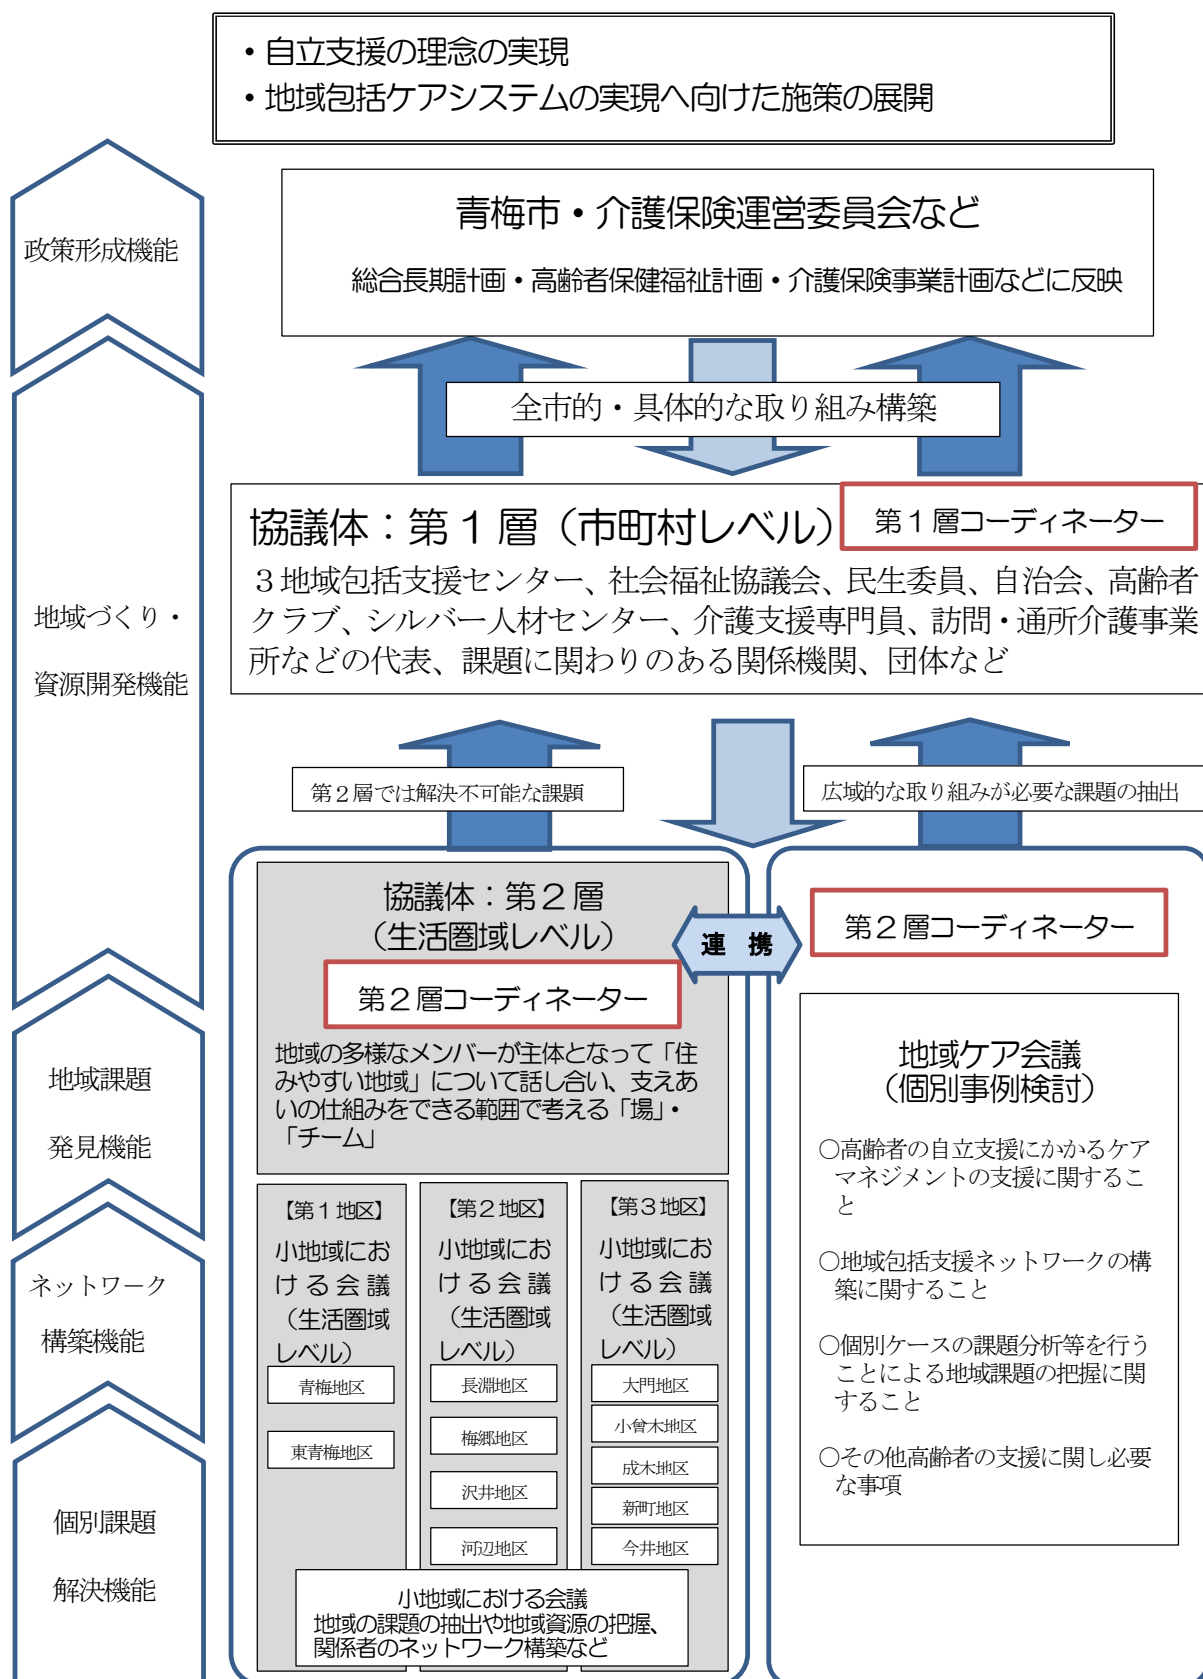 ・自立支援の理念の実現
・地域包括ケアシステムの実現へ向けた施策の展開
政策形成機能
青梅市・介護保険運営委員会など
総合長期計画・高齢者保健福祉計画・介護保険事業計画などに反映
全市的・具体的な取り組み構築
地域づくり・
資源開発機能
協議体：第１層（市町村レベル）
第１層コーディネーター
３地域包括支援センター、社会福祉協議会、民生委員、自治会、高齢者
クラブ、シルバー人材センター、介護支援専門員、訪問・通所介護事業
所などの代表、課題に関わりのある関係機関、団体など
第２層では解決不可能な課題
広域的な取り組みが必要な課題の抽出
協議体：第２層
（生活圏域レベル）
第２層コーディネーター
地域の多様なメンバーが主体となって「住
みやすい地域」について話し合い、支えあ
いの仕組みをできる範囲で考える「場」・
「チーム」
連　携
第２層コーディネーター
地域課題
発見機能
地域ケア会議
（個別事例検討）
〇高齢者の自立支援にかかるケア
マネジメントの支援に関するこ
と
〇地域包括支援ネットワークの構
築に関すること
〇個別ケースの課題分析等を行う
ことによる地域課題の把握に関
すること
〇その他高齢者の支援に関し必要
な事項
ネットワーク
構築機能
【第１地区】
小地域にお
ける会議
（生活圏域
レベル）
青梅地区
東青梅地区
【第２地区】
小地域にお
ける会議
（生活圏域
レベル）
長淵地区
梅郷地区
沢井地区
河辺地区
【第３地区】
小地域にお
ける会議
（生活圏域
レベル）
大門地区
小曾木地区
成木地区
新町地区
今井地区
個別課題
解決機能
小地域における会議
地域の課題の抽出や地域資源の把握、
関係者のネットワーク構築など